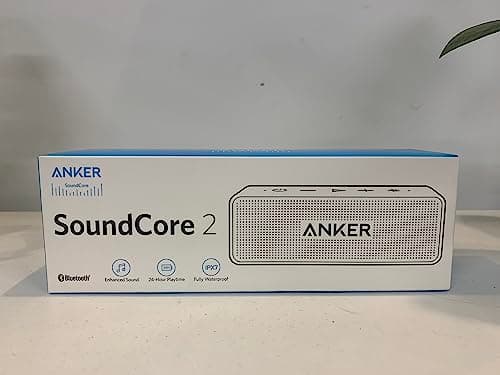 ANKER
SoundCore
SoundCore 2
ANKER
IPX7
Bluetooth®
Enhanced Sound
24-Hour Playtime
Fully Waterproof